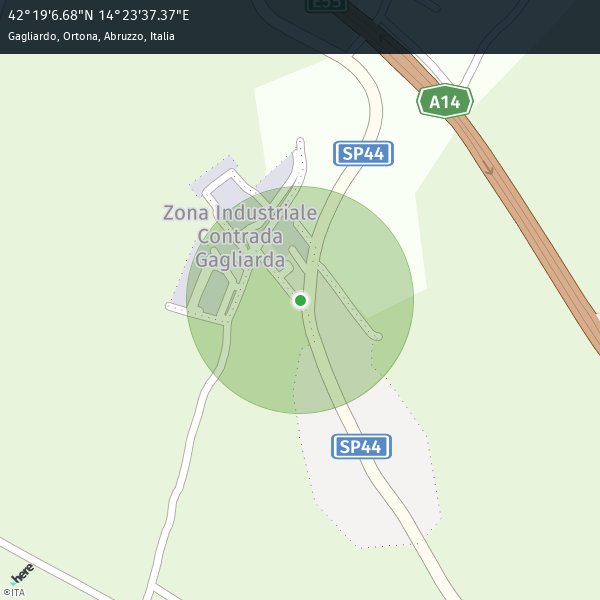 42°19'6.68"N 14°23'37.37"E
Gagliardo, Ortona, Abruzzo, Italia
E55
A14
SP44
Zona Industriale
Contrada
Gagliarda
SP44
here
©ITA